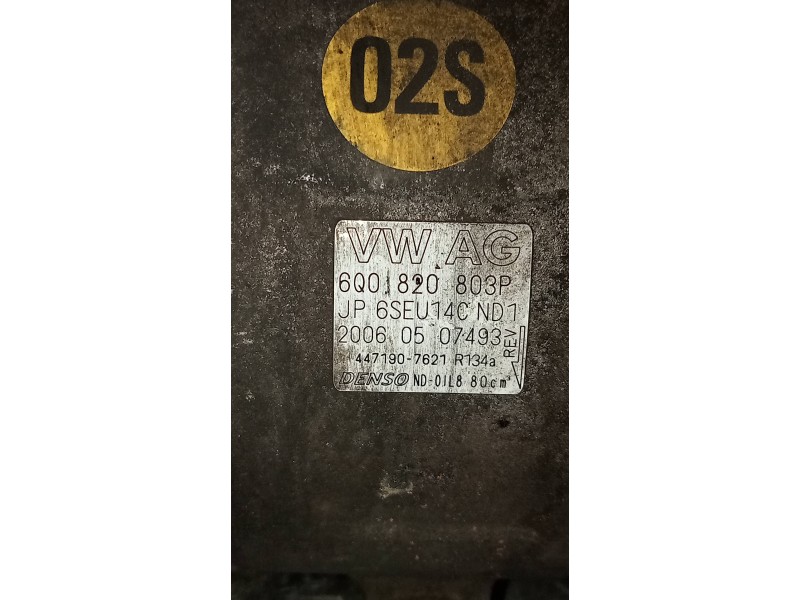 02S
VW AG
6Q0 820 803P
JP 6SEU14C ND1
2006 05 07493
REV
447190-7621 R134a
DENSO ND-OIL8 80cm³